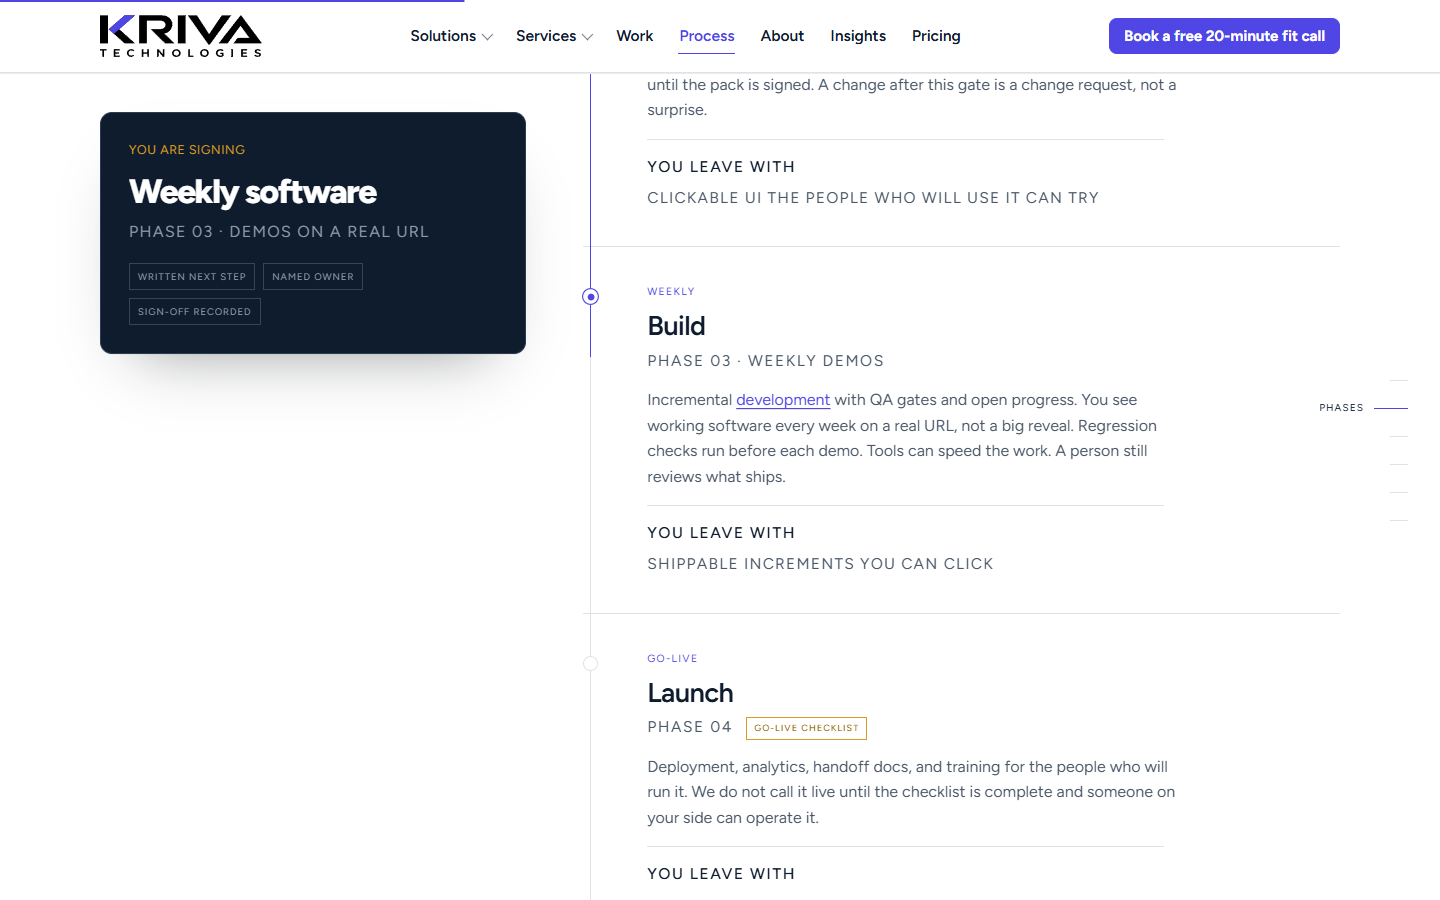 KRIVA
TECHNOLOGIES
Solutions
Services
Work
Process
About
Insights
Pricing
Book a free 20-minute fit call
YOU ARE SIGNING
Weekly software
PHASE 03 · DEMOS ON A REAL URL
WRITTEN NEXT STEP
NAMED OWNER
SIGN-OFF RECORDED
until the pack is signed. A change after this gate is a change request, not a
surprise.
YOU LEAVE WITH
CLICKABLE UI THE PEOPLE WHO WILL USE IT CAN TRY
WEEKLY
Build
PHASE 03 · WEEKLY DEMOS
Incremental development with QA gates and open progress. You see
working software every week on a real URL, not a big reveal. Regression
checks run before each demo. Tools can speed the work. A person still
reviews what ships.
YOU LEAVE WITH
SHIPPABLE INCREMENTS YOU CAN CLICK
PHASES
GO-LIVE
Launch
PHASE 04
GO-LIVE CHECKLIST
Deployment, analytics, handoff docs, and training for the people who will
run it. We do not call it live until the checklist is complete and someone on
your side can operate it.
YOU LEAVE WITH